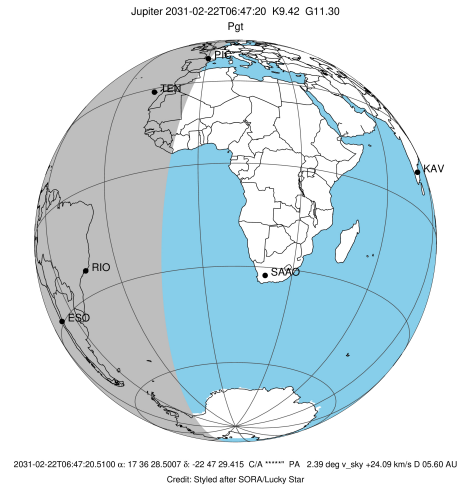 Jupiter 2031-02-22T06:47:20 K9.42 G11.30
Pgt
PIC
TEN
KAV
RIO
SAAO
ESO
2031-02-22T06:47:20.5100 α: 17 36 28.5007 δ: -22 47 29.415 C/A *****" PA 2.39 deg v_sky +24.09 km/s D 05.60 AU
Credit: Styled after SORA/Lucky Star